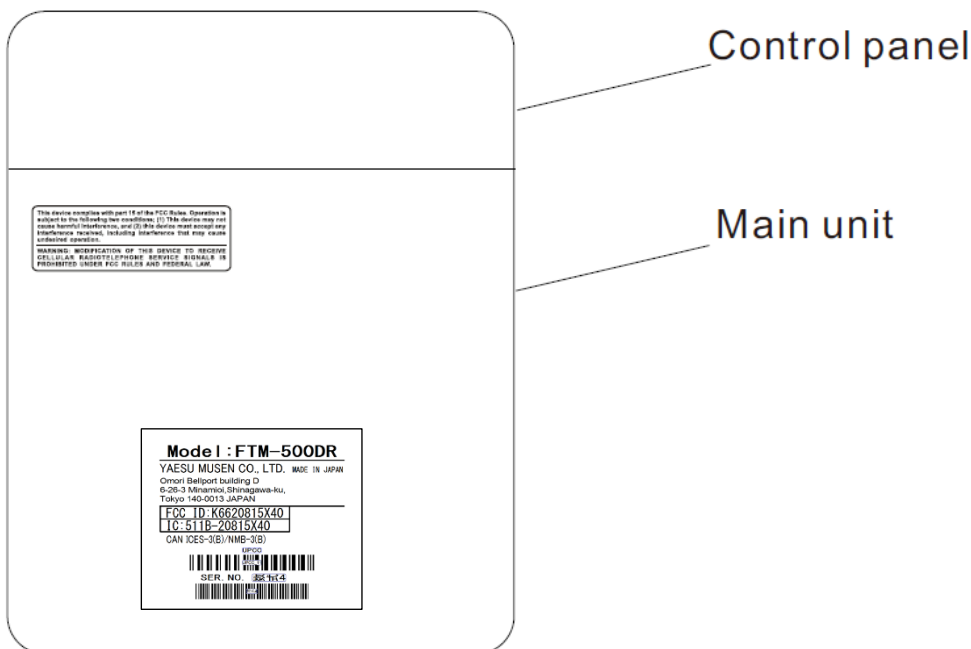 Control panel
Main unit
This device complies with part 15 of the FCC Rules. Operation is
subject to the following two conditions; (1) This device may not
cause harmful interference, and (2) this device must accept any
interference received, including interference that may cause
undesired operation.
WARNING: MODIFICATION OF THIS DEVICE TO RECEIVE
CELLULAR RADIOTELEPHONE SERVICE SIGNALS IS
PROHIBITED UNDER FCC RULES AND FEDERAL LAW.
Model:FTM-500DR
YAESU MUSEN CO., LTD. MADE IN JAPAN
Omori Bellport building D
6-26-3 Minamioi,Shinagawa-ku,
Tokyo 140-0013 JAPAN
FCC ID:K6620815X40
IC:511B-20815X40
CAN ICES-3(B)/NMB-3(B)
UPCC
SER. NO.